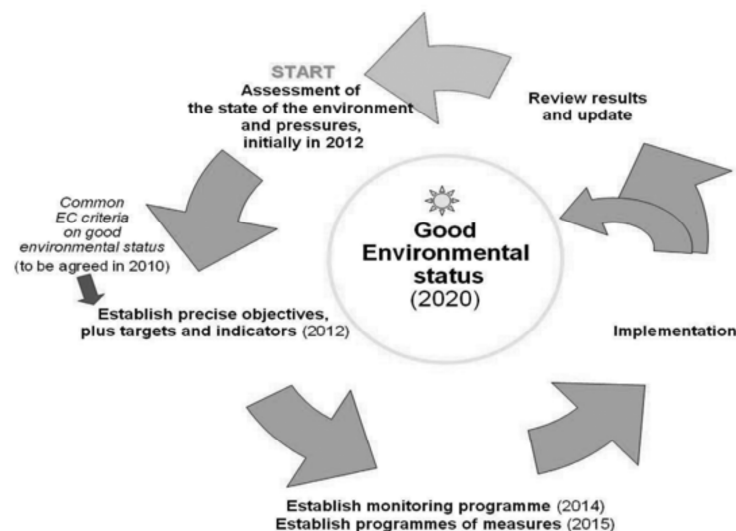 START
Assessment of
the state of the environment
and pressures,
initially in 2012
Review results
and update
Common
EC criteria
on good
environmental status
(to be agreed in 2010)
Good
Environmental
status
(2020)
Establish precise objectives,
plus targets and indicators (2012)
Implementation
Establish monitoring programme (2014)
Establish programmes of measures (2015)